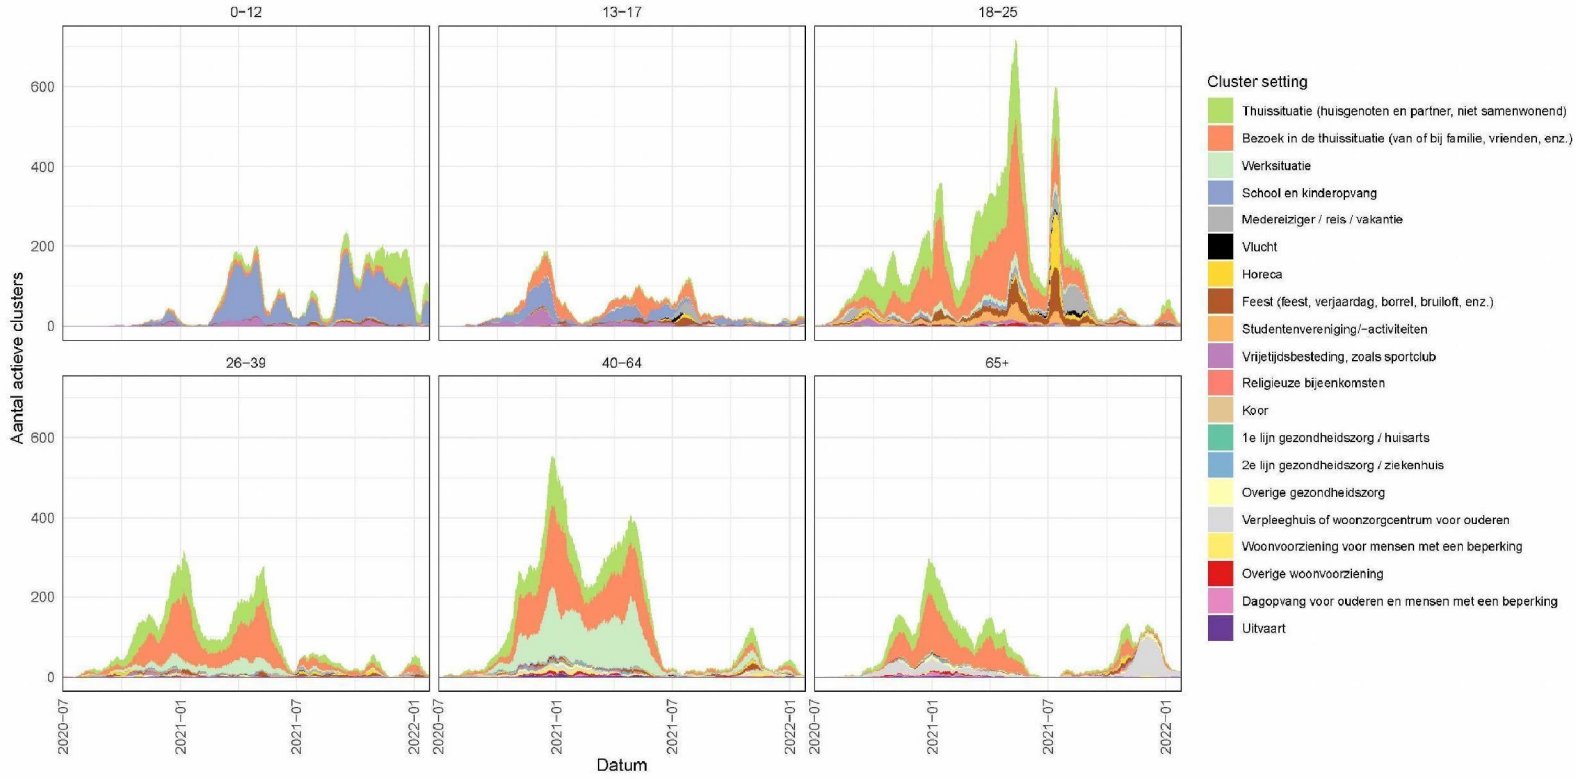 0−12
13−17
18−25
600
400
200
0
26−39
40−64
65+
600
400
200
0
2020−07
2021−01
2021−07
2022−01
2020−07
2021−01
2021−07
2022−01
2020−07
2021−01
2021−07
2022−01
Aantal actieve clusters
Datum
Cluster setting
Thuissituatie (huisgenoten en partner, niet samenwonend)
Bezoek in de thuissituatie (van of bij familie, vrienden, enz.)
Werksituatie
School en kinderopvang
Medereiziger / reis / vakantie
Vlucht
Horeca
Feest (feest, verjaardag, borrel, bruiloft, enz.)
Studentenvereniging/−activiteiten
Vrijetijdsbesteding, zoals sportclub
Religieuze bijeenkomsten
Koor
1e lijn gezondheidszorg / huisarts
2e lijn gezondheidszorg / ziekenhuis
Overige gezondheidszorg
Verpleeghuis of woonzorgcentrum voor ouderen
Woonvoorziening voor mensen met een beperking
Overige woonvoorziening
Dagopvang voor ouderen en mensen met een beperking
Uitvaart